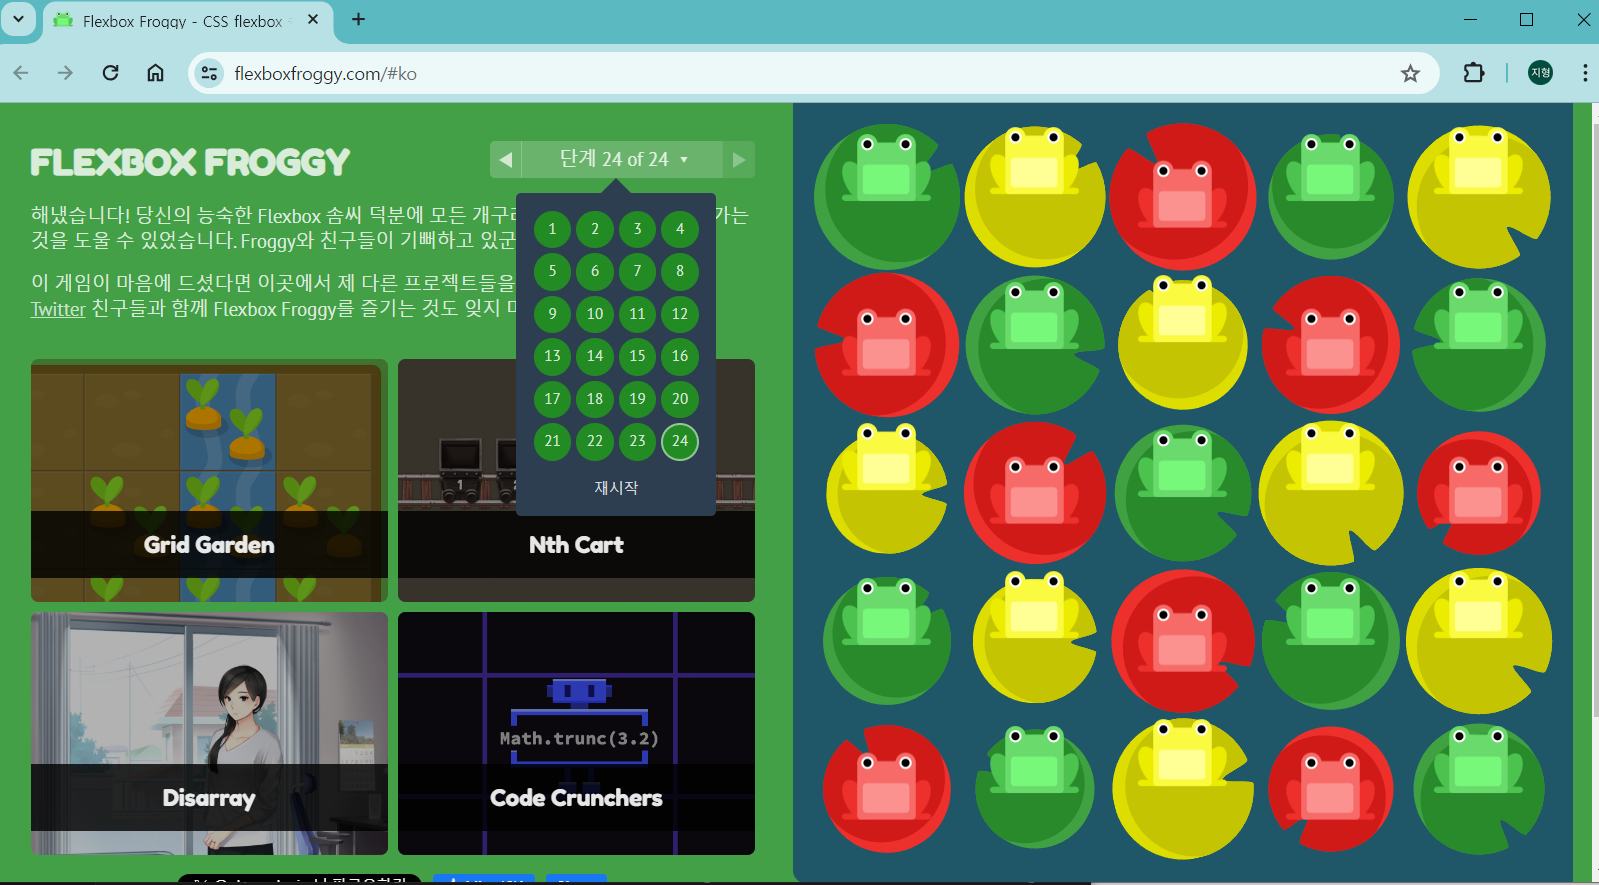 Flexbox Froggy - CSS flexbox
flexboxfroggy.com/#ko
지형
FLEXBOX FROGGY
단계 24 of 24
해냈습니다! 당신의 능숙한 Flexbox 솜씨 덕분에 모든 개구리 가는
것을 도울 수 있었습니다. Froggy와 친구들이 기뻐하고 있군
이 게임이 마음에 드셨다면 이곳에서 제 다른 프로젝트들을
Twitter 친구들과 함께 Flexbox Froggy를 즐기는 것도 잊지
1 2 3 4
5 6 7 8
9 10 11 12
13 14 15 16
17 18 19 20
21 22 23 24
재시작
1
Grid Garden
Nth Cart
Math.trunc(3.2)
Disarray
Code Crunchers